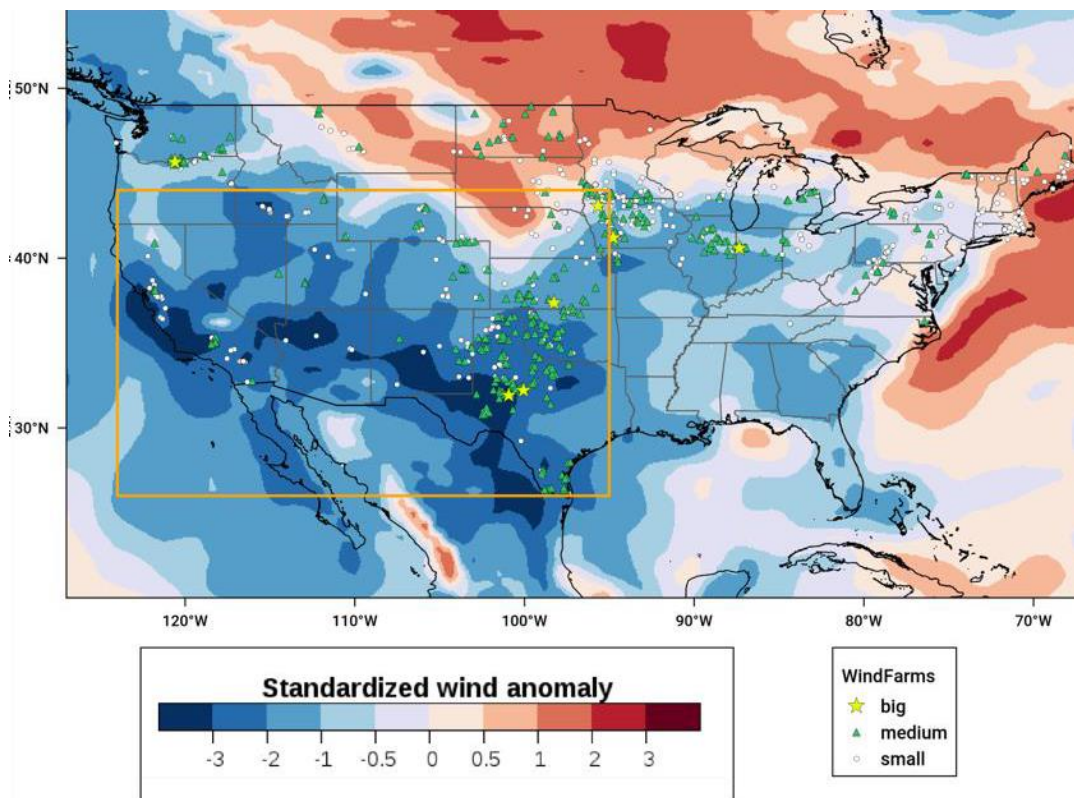 50°N
40°N
30°N
120°W 110°W 100°W 90°W 80°W 70°W
Standardized wind anomaly
-3 -2 -1 -0.5 0 0.5 1 2 3
WindFarms
big
medium
small